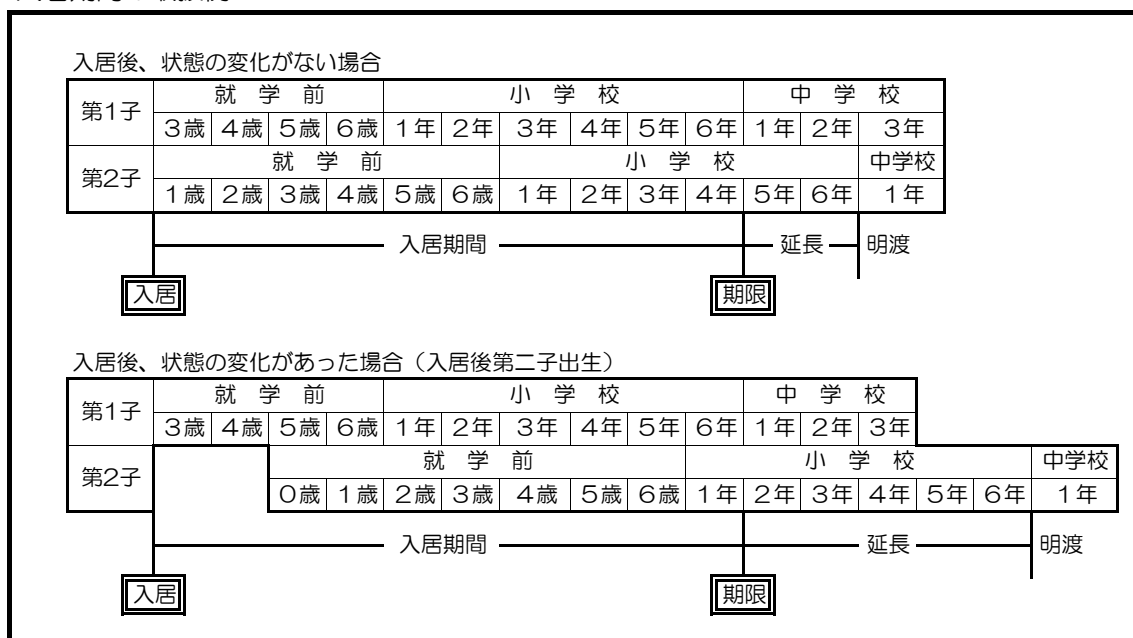 入居後、状態の変化がない場合
第1子 就学前 小学校 中学校
3歳 4歳 5歳 6歳 1年 2年 3年 4年 5年 6年 1年 2年 3年
第2子 就学前 小学校 中学校
1歳 2歳 3歳 4歳 5歳 6歳 1年 2年 3年 4年 5年 6年 1年
入居期間 延長 明渡
入居 期限
入居後、状態の変化があった場合（入居後第二子出生）
第1子 就学前 小学校 中学校
3歳 4歳 5歳 6歳 1年 2年 3年 4年 5年 6年 1年 2年 3年
第2子 就学前 小学校 中学校
0歳 1歳 2歳 3歳 4歳 5歳 6歳 1年 2年 3年 4年 5年 6年 1年
入居期間 延長 明渡
入居 期限